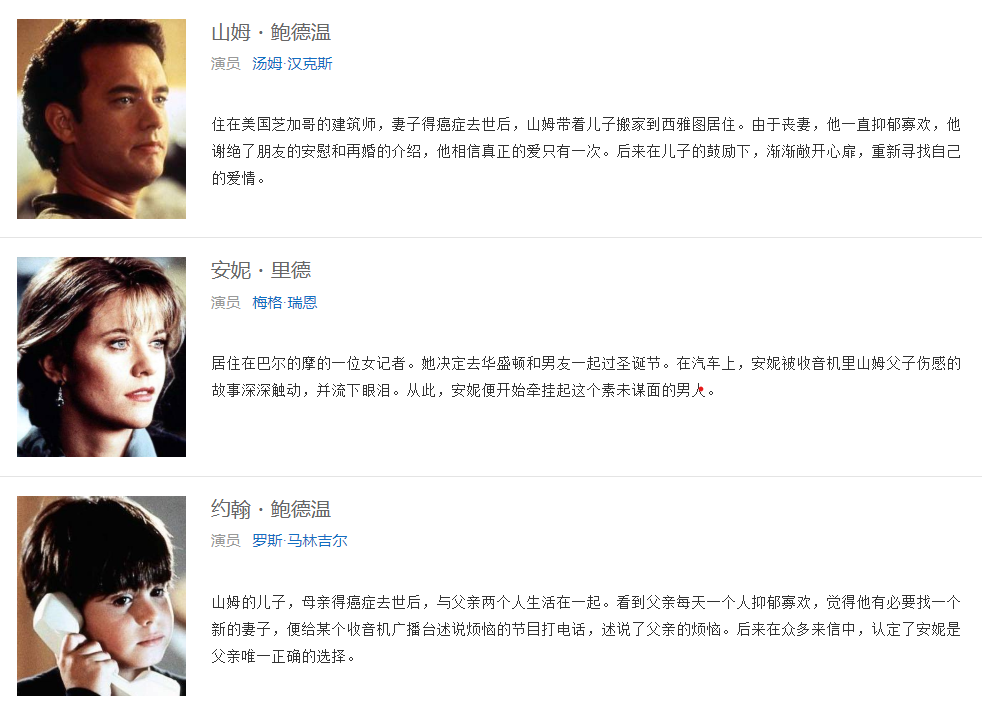 山姆·鲍德温
演员 汤姆·汉克斯
住在美国芝加哥的建筑师，妻子得癌症去世后，山姆带着儿子搬家到西雅图居住。由于丧妻，他一直抑郁寡欢，他
谢绝了朋友的安慰和再婚的介绍，他相信真正的爱只有一次。后来在儿子的鼓励下，渐渐敞开心扉，重新寻找自己
的爱情。
安妮·里德
演员 梅格·瑞恩
居住在巴尔的摩的一位女记者。她决定去华盛顿和男友一起过圣诞节。在汽车上，安妮被收音机里山姆父子伤感的
故事深深触动，并流下眼泪。从此，安妮便开始牵挂起这个素未谋面的男人。
约翰·鲍德温
演员 罗斯·马林吉尔
山姆的儿子，母亲得癌症去世后，与父亲两个人生活在一起。看到父亲每天一个人抑郁寡欢，觉得他有必要找一个
新的妻子，便给某个收音机广播台述说烦恼的节目打电话，述说了父亲的烦恼。后来在众多来信中，认定了安妮是
父亲唯一正确的选择。